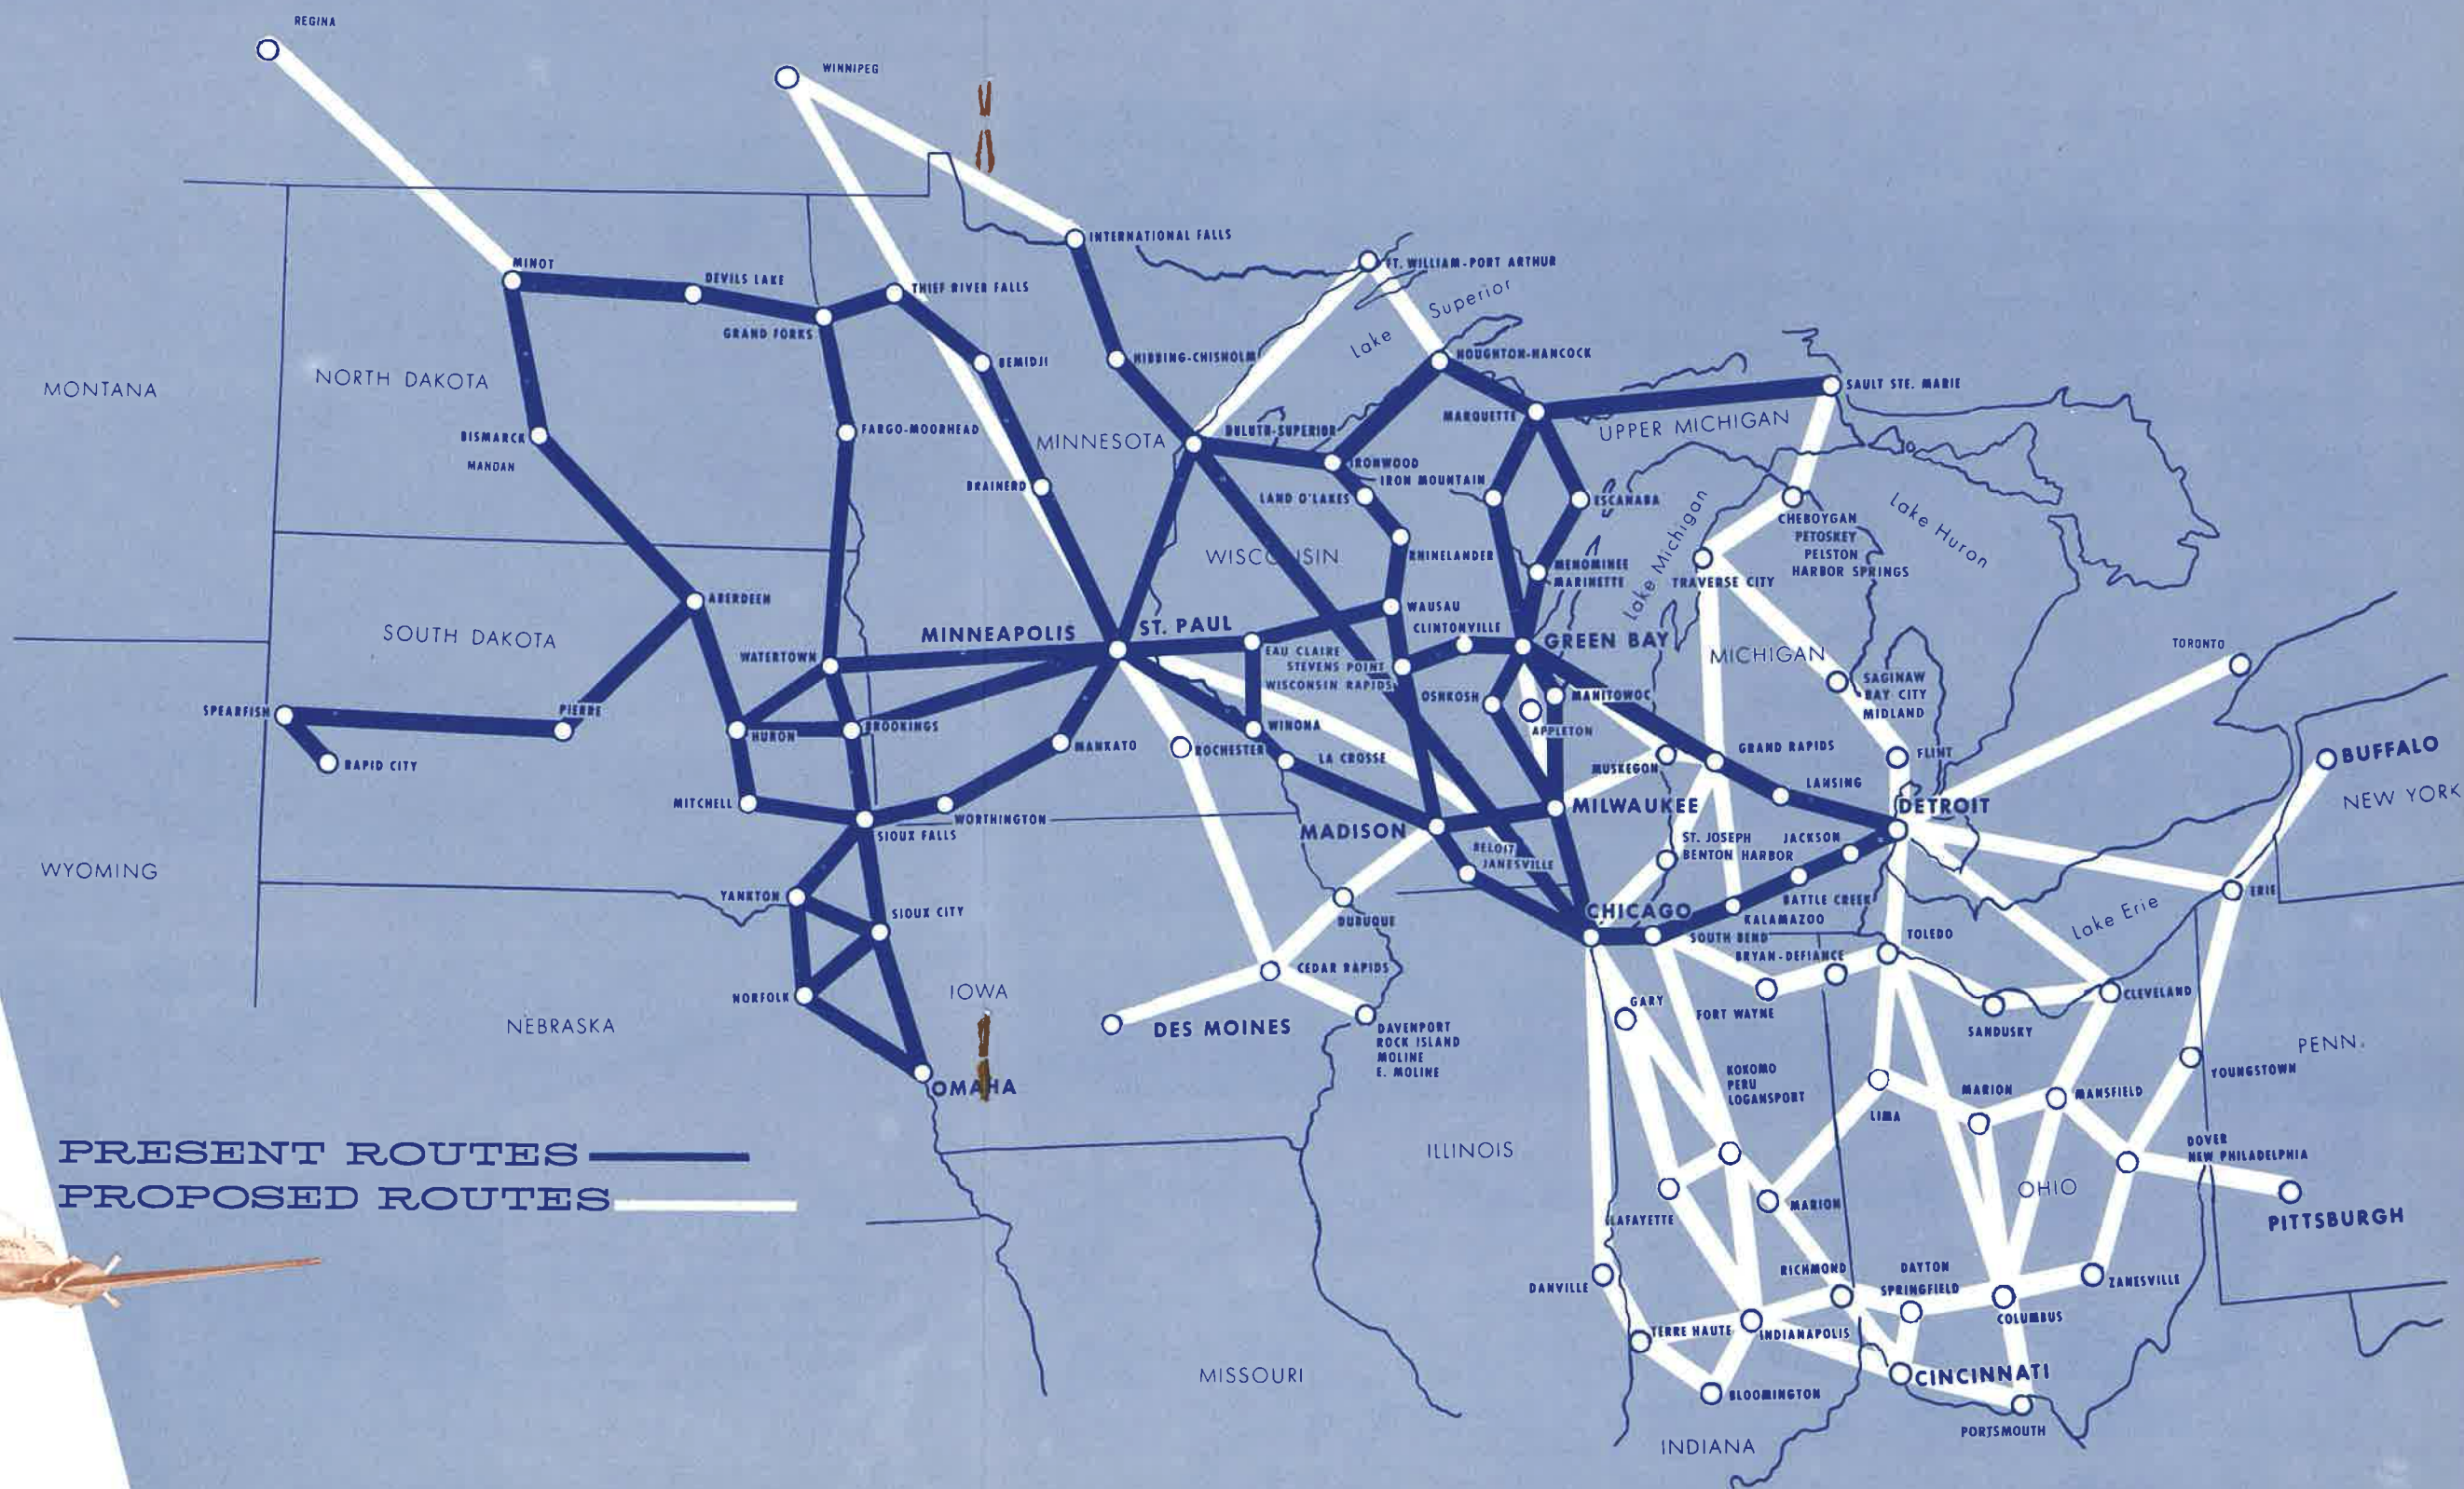 REGINA
WINNIPEG
INTERNATIONAL FALLS
FT. WILLIAM-PORT ARTHUR
MINOT
DEVILS LAKE
THIEF RIVER FALLS
GRAND FORKS
Lake Superior
BEMIDJI
HIBBING-CHISHOLM
HOUGHTON-HANCOCK
MONTANA
NORTH DAKOTA
SAULT STE. MARIE
MARQUETTE
UPPER MICHIGAN
BISMARCK
MANDAN
FARGO-MOORHEAD
MINNESOTA
DULUTH-SUPERIOR
IRONWOOD
IRON MOUNTAIN
BRAINERD
LAND O'LAKES
ESCANABA
Lake Michigan
Lake Huron
CHEBOYGAN
PETOSKEY
PELSTON
HARBOR SPRINGS
WISCONSIN
RHINELANDER
MENOMINEE
MARINETTE
TRAVERSE CITY
ABERDEEN
WAUSAU
CLINTONVILLE
SOUTH DAKOTA
MINNEAPOLIS
ST. PAUL
GREEN BAY
TORONTO
WATERTOWN
EAU CLAIRE
STEVENS POINT
WISCONSIN RAPIDS
MICHIGAN
SAGINAW
BAY CITY
MIDLAND
OSHKOSH
MANITOWOC
SPEARFISH
PIERRE
HURON
BROOKINGS
WINONA
APPLETON
MANKATO
ROCHESTER
LA CROSSE
GRAND RAPIDS
FLINT
BUFFALO
RAPID CITY
MUSKEGON
LANSING
NEW YORK
MITCHELL
WORTHINGTON
SIOUX FALLS
MADISON
MILWAUKEE
DETROIT
BELOIT
JANESVILLE
ST. JOSEPH
BENTON HARBOR
JACKSON
WYOMING
YANKTON
SIOUX CITY
DUBUQUE
CHICAGO
BATTLE CREEK
KALAMAZOO
ERIE
Lake Erie
SOUTH BEND
BRYAN-DEFIANCE
TOLEDO
NORFOLK
IOWA
CEDAR RAPIDS
GARY
FORT WAYNE
CLEVELAND
SANDUSKY
NEBRASKA
DES MOINES
DAVENPORT
ROCK ISLAND
MOLINE
E. MOLINE
PENN.
OMAHA
KOKOMO
PERU
LOGANSPORT
YOUNGSTOWN
MARION
MANSFIELD
LIMA
PRESENT ROUTES
PROPOSED ROUTES
ILLINOIS
DOVER
NEW PHILADELPHIA
OHIO
LAFAYETTE
MARION
PITTSBURGH
DANVILLE
RICHMOND
DAYTON
SPRINGFIELD
ZANESVILLE
COLUMBUS
TERRE HAUTE
INDIANAPOLIS
MISSOURI
CINCINNATI
BLOOMINGTON
PORTSMOUTH
INDIANA